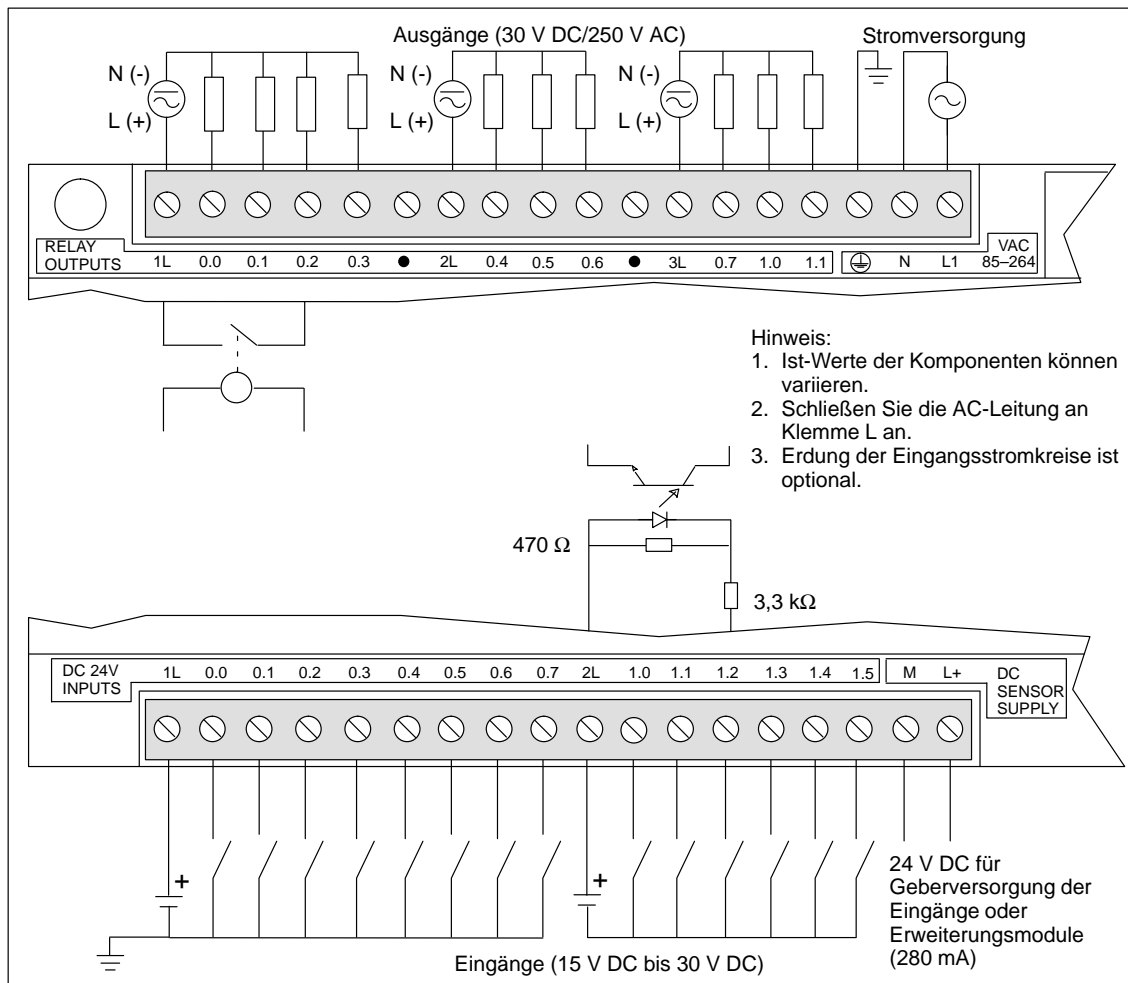 Ausgänge (30 V DC/250 V AC)
Stromversorgung
N (-)
L (+)
N (-)
L (+)
N (-)
L (+)
RELAY
OUTPUTS
1L 0.0 0.1 0.2 0.3 ● 2L 0.4 0.5 0.6 ● 3L 0.7 1.0 1.1 N L1
VAC
85–264
Hinweis:
1. Ist-Werte der Komponenten können
variieren.
2. Schließen Sie die AC-Leitung an
Klemme L an.
3. Erdung der Eingangsstromkreise ist
optional.
470 Ω
3,3 kΩ
DC 24V
INPUTS
1L 0.0 0.1 0.2 0.3 0.4 0.5 0.6 0.7 2L 1.0 1.1 1.2 1.3 1.4 1.5 M L+
DC
SENSOR
SUPPLY
+
+
24 V DC für
Geberversorgung der
Eingänge oder
Erweiterungsmodule
(280 mA)
Eingänge (15 V DC bis 30 V DC)